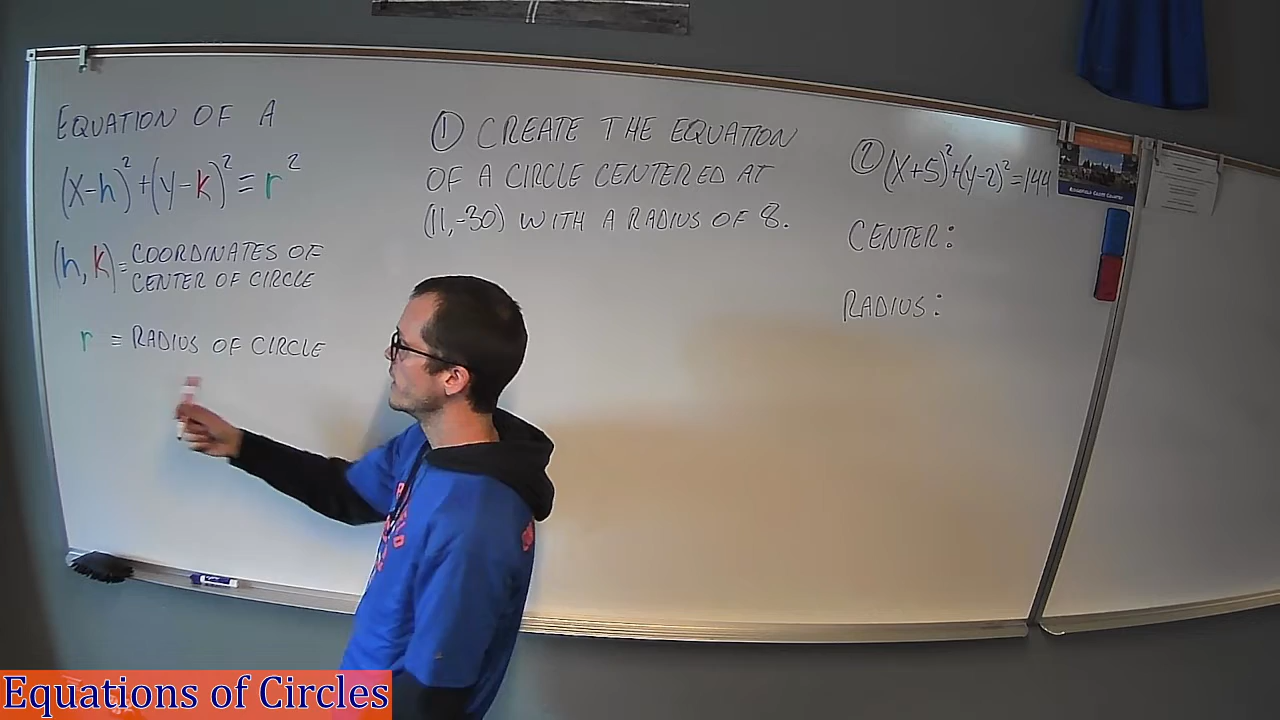 EQUATION OF A
(x-h)²+(y-k)²=r²
(h,k)= COORDINATES OF
CENTER OF CIRCLE
r = RADIUS OF CIRCLE
① CREATE THE EQUATION
OF A CIRCLE CENTERED AT
(11,-30) WITH A RADIUS OF 8.
② (x+5)²+(y-2)²=144
CENTER:
RADIUS:
Equations of Circles